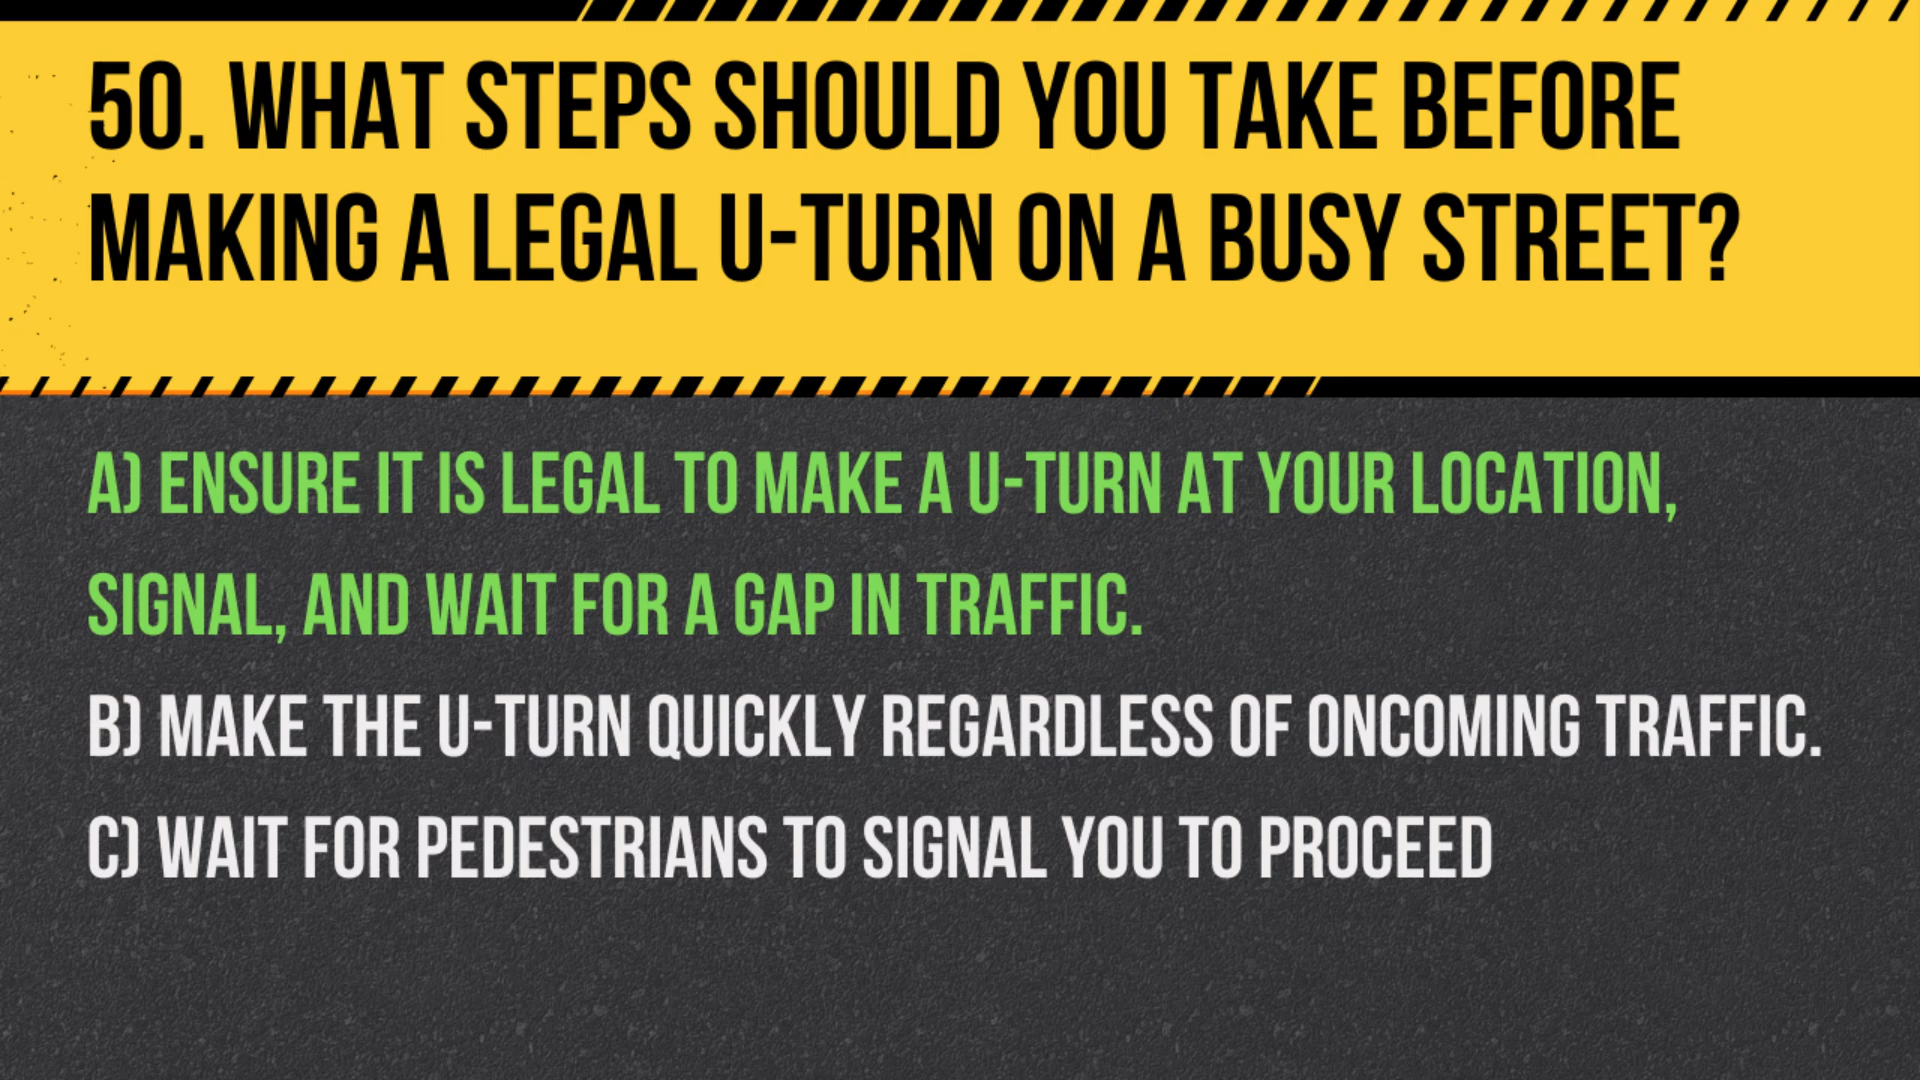 50. WHAT STEPS SHOULD YOU TAKE BEFORE
MAKING A LEGAL U-TURN ON A BUSY STREET?
A) ENSURE IT IS LEGAL TO MAKE A U-TURN AT YOUR LOCATION,
SIGNAL, AND WAIT FOR A GAP IN TRAFFIC.
B) MAKE THE U-TURN QUICKLY REGARDLESS OF ONCOMING TRAFFIC.
C) WAIT FOR PEDESTRIANS TO SIGNAL YOU TO PROCEED